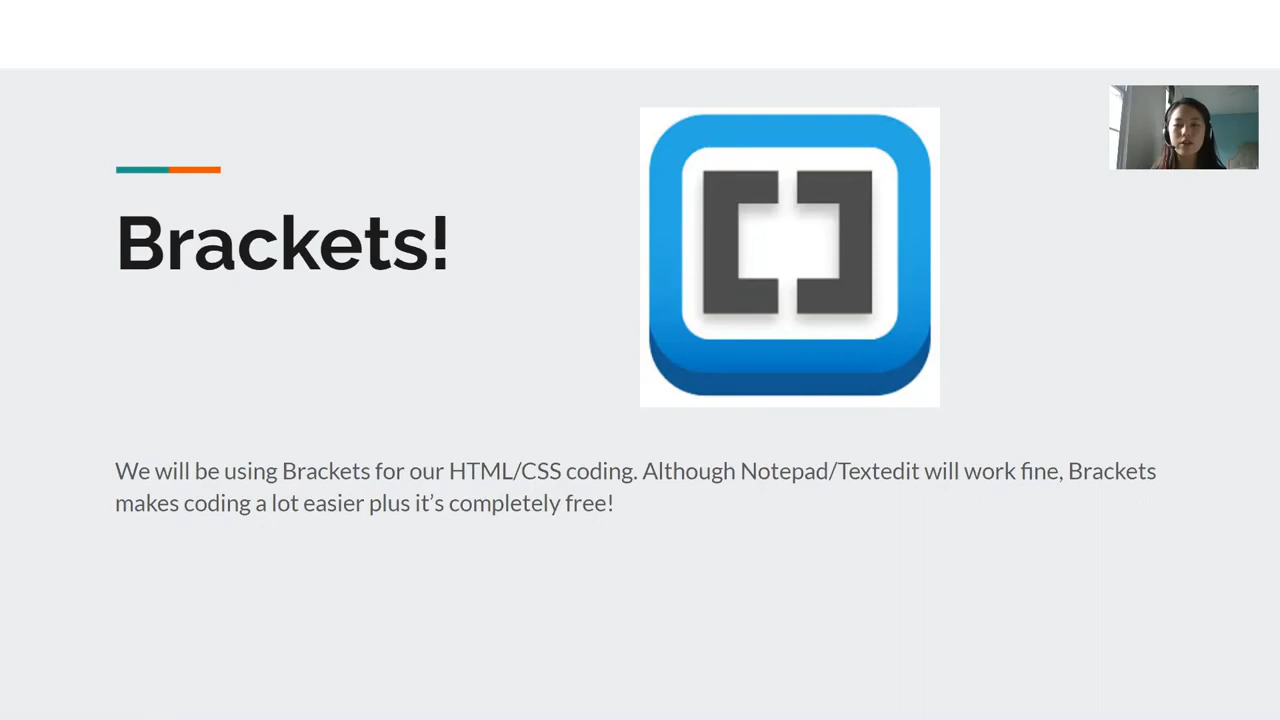 Brackets!
We will be using Brackets for our HTML/CSS coding. Although Notepad/Textedit will work fine, Brackets
makes coding a lot easier plus it’s completely free!